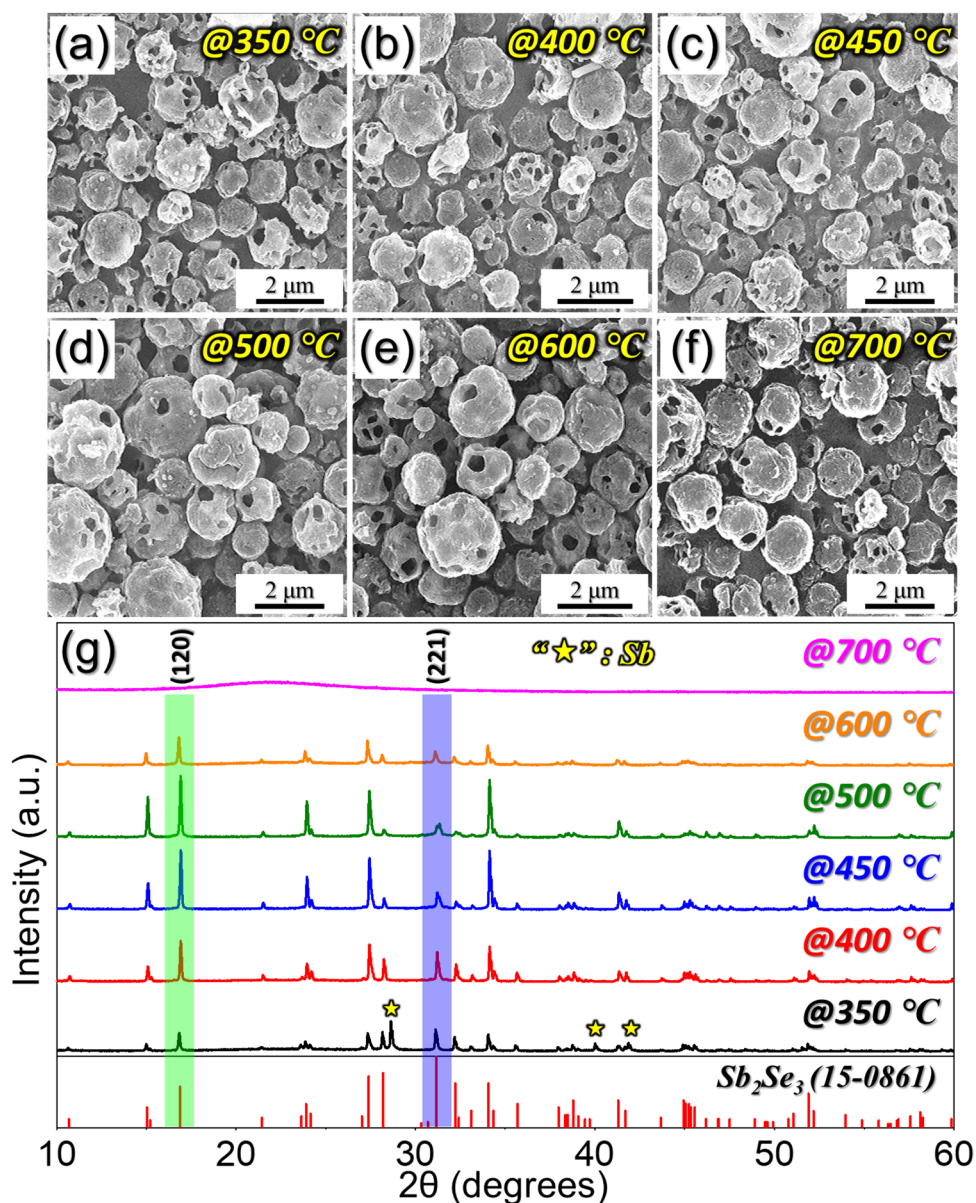 (a) @350 °C
(b) @400 °C
(c) @450 °C
2 μm
2 μm
2 μm
(d) @500 °C
(e) @600 °C
(f) @700 °C
2 μm
2 μm
2 μm
(g)
(120)
(221)
“★” : Sb
@700 °C
@600 °C
@500 °C
@450 °C
@400 °C
@350 °C
Sb₂Se₃ (15-0861)
Intensity (a.u.)
10 20 30 40 50 60
2θ (degrees)